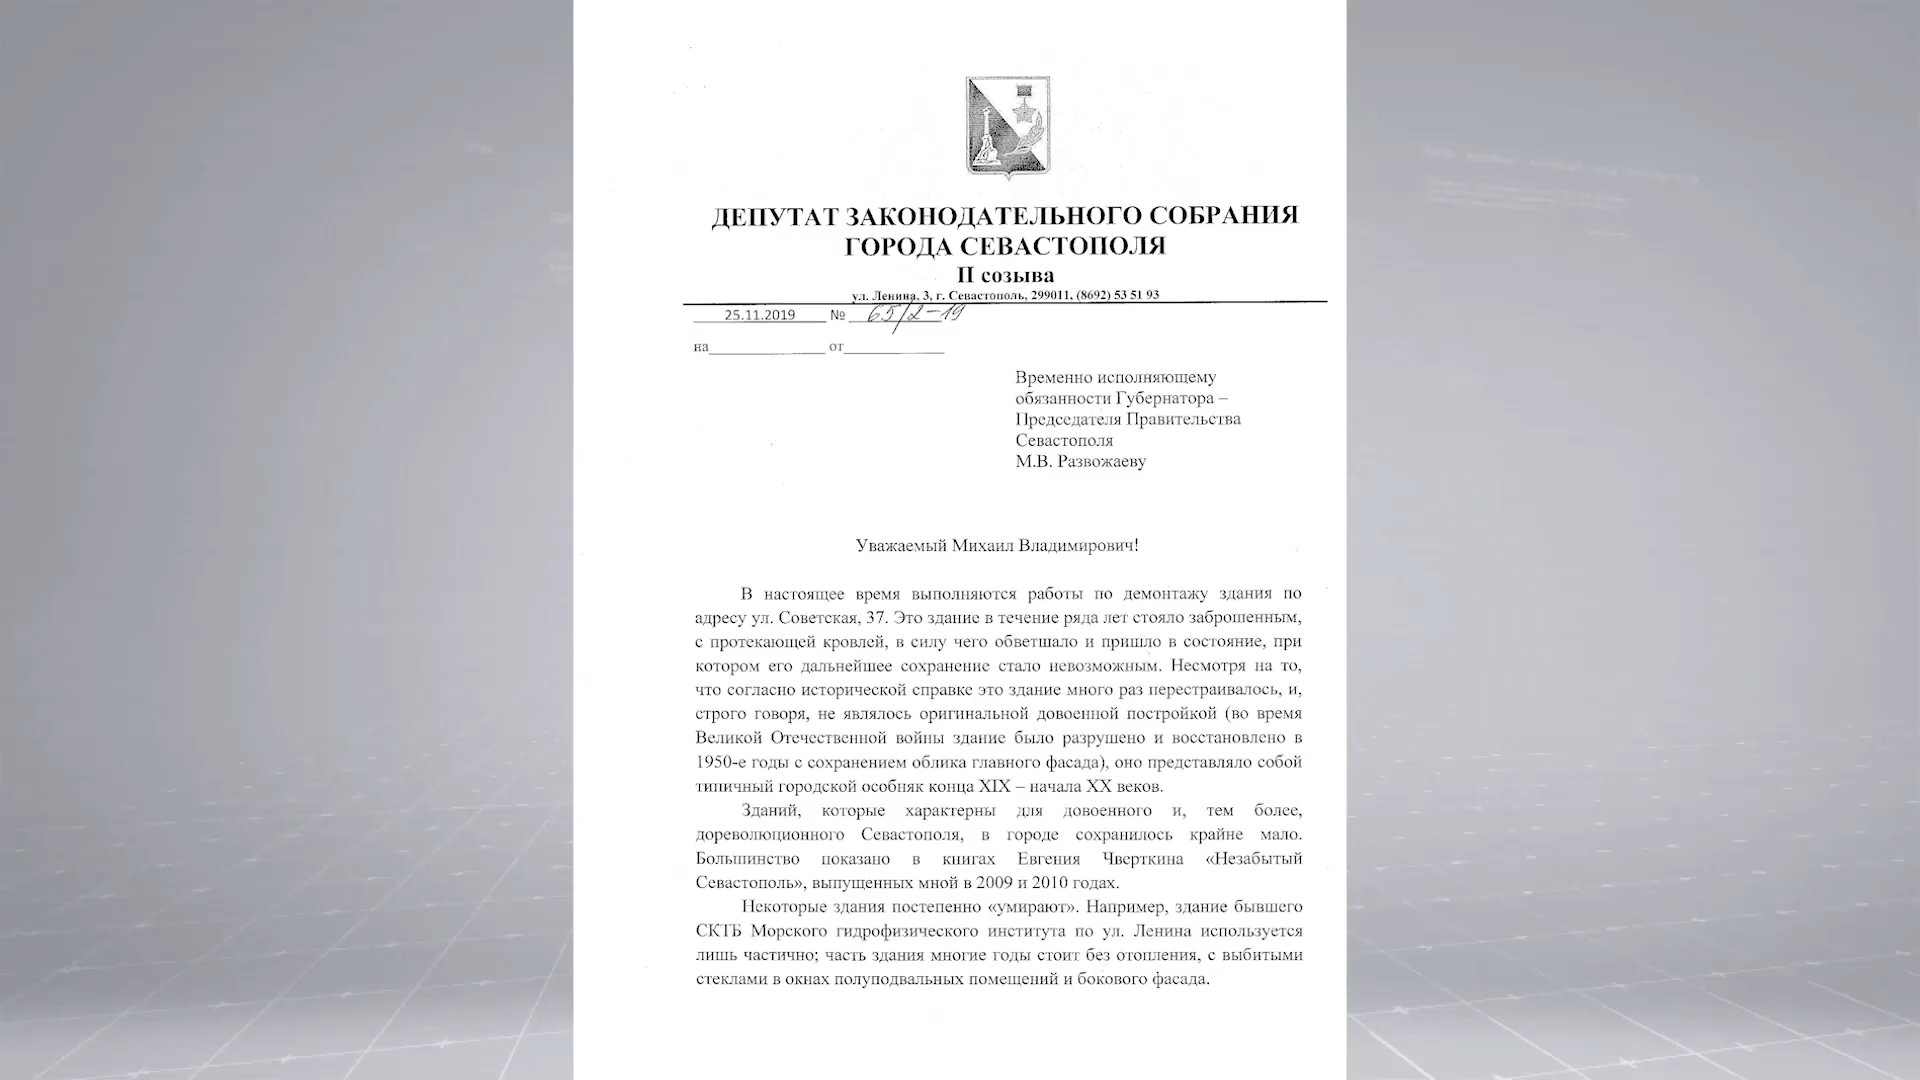 ДЕПУТАТ ЗАКОНОДАТЕЛЬНОГО СОБРАНИЯ
ГОРОДА СЕВАСТОПОЛЯ
II созыва
ул. Ленина, 3, г. Севастополь, 299011, (8692) 53 51 93
25.11.2019 № 65/2-19
на____________ от____________
Временно исполняющему
обязанности Губернатора –
Председателя Правительства
Севастополя
М.В. Развожаеву
Уважаемый Михаил Владимирович!
В настоящее время выполняются работы по демонтажу здания по
адресу ул. Советская, 37. Это здание в течение ряда лет стояло заброшенным,
с протекающей кровлей, в силу чего обветшало и пришло в состояние, при
котором его дальнейшее сохранение стало невозможным. Несмотря на то,
что согласно исторической справке это здание много раз перестраивалось, и,
строго говоря, не являлось оригинальной довоенной постройкой (во время
Великой Отечественной войны здание было разрушено и восстановлено в
1950-е годы с сохранением облика главного фасада), оно представляло собой
типичный городской особняк конца XIX – начала XX веков.
Зданий, которые характерны для довоенного и, тем более,
дореволюционного Севастополя, в городе сохранилось крайне мало.
Большинство показано в книгах Евгения Чверткина «Незабытый
Севастополь», выпущенных мной в 2009 и 2010 годах.
Некоторые здания постепенно «умирают». Например, здание бывшего
СКТБ Морского гидрофизического института по ул. Ленина используется
лишь частично; часть здания многие годы стоит без отопления, с выбитыми
стеклами в окнах полуподвальных помещений и бокового фасада.